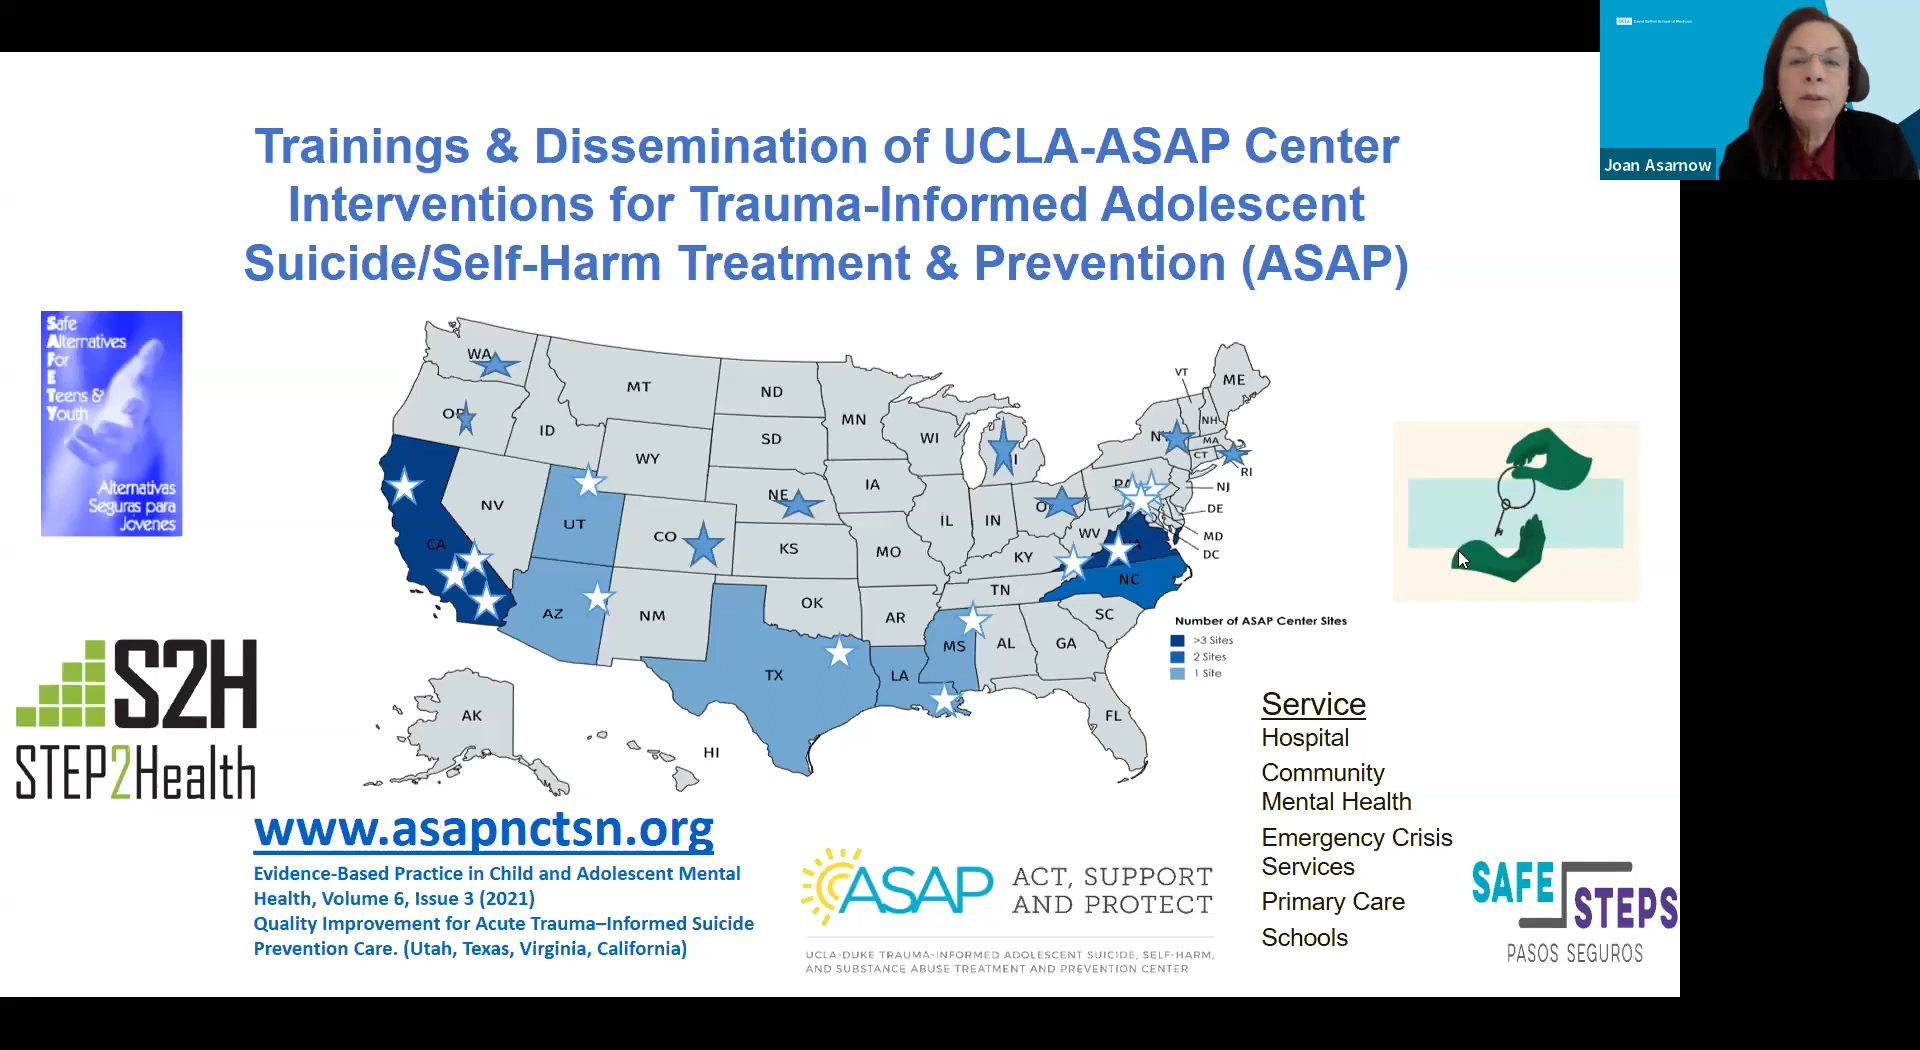 UCLA
Joan Asarnow
Trainings & Dissemination of UCLA-ASAP Center
Interventions for Trauma-Informed Adolescent
Suicide/Self-Harm Treatment & Prevention (ASAP)
Safe
Alternatives
For
Teens &
Youth
Alternativas
Seguras para
Jovenes
S2H
STEP2Health
WA
MT
ND
MN
VT
ME
ID
SD
WI
NH
MA
WY
CT
RI
NV
NE
IA
NJ
UT
CO
IL
IN
WV
DE
MD
DC
CA
KS
MO
KY
NC
AZ
NM
OK
AR
TN
SC
TX
LA
MS
AL
GA
AK
HI
FL
Number of ASAP Center Sites
>3 Sites
2 Sites
1 Site
Service
Hospital
Community
Mental Health
Emergency Crisis
Services
Primary Care
Schools
www.asapnctsn.org
Evidence-Based Practice in Child and Adolescent Mental
Health, Volume 6, Issue 3 (2021)
Quality Improvement for Acute Trauma–Informed Suicide
Prevention Care. (Utah, Texas, Virginia, California)
ASAP
ACT, SUPPORT
AND PROTECT
UCLA-DUKE TRAUMA-INFORMED ADOLESCENT SUICIDE, SELF-HARM,
AND SUBSTANCE ABUSE TREATMENT AND PREVENTION CENTER
SAFE
STEPS
PASOS SEGUROS